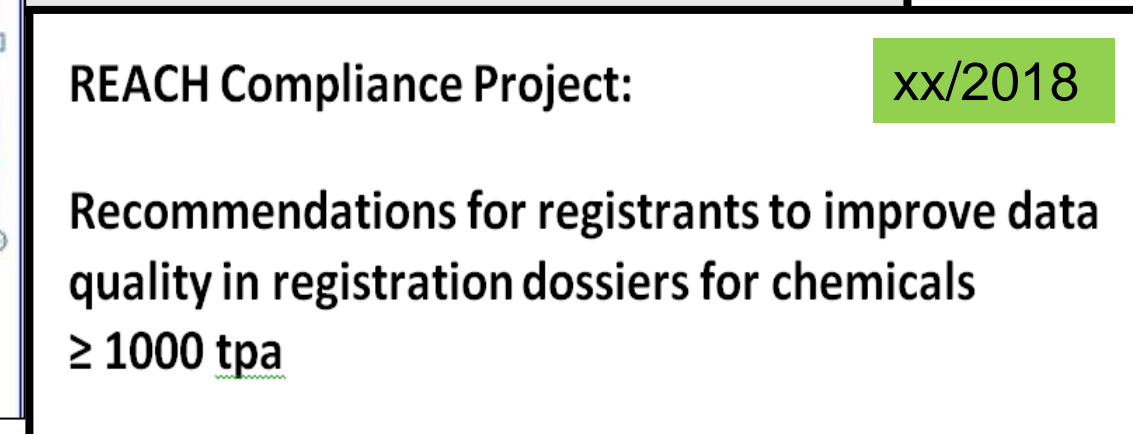 REACH Compliance Project:
xx/2018
Recommendations for registrants to improve data
quality in registration dossiers for chemicals
≥ 1000 tpa